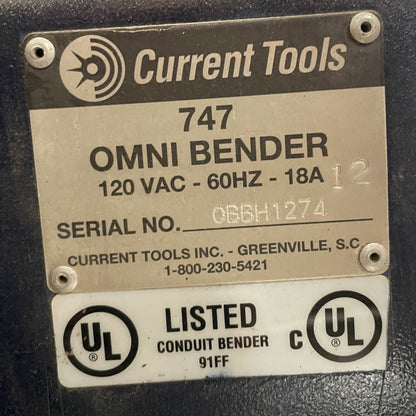 Current Tools
747
OMNI BENDER
120 VAC - 60HZ - 18A 12
SERIAL NO. OBBH1274
CURRENT TOOLS INC. - GREENVILLE, S.C.
1-800-230-5421
UL ® LISTED C UL ®
CONDUIT BENDER
91FF